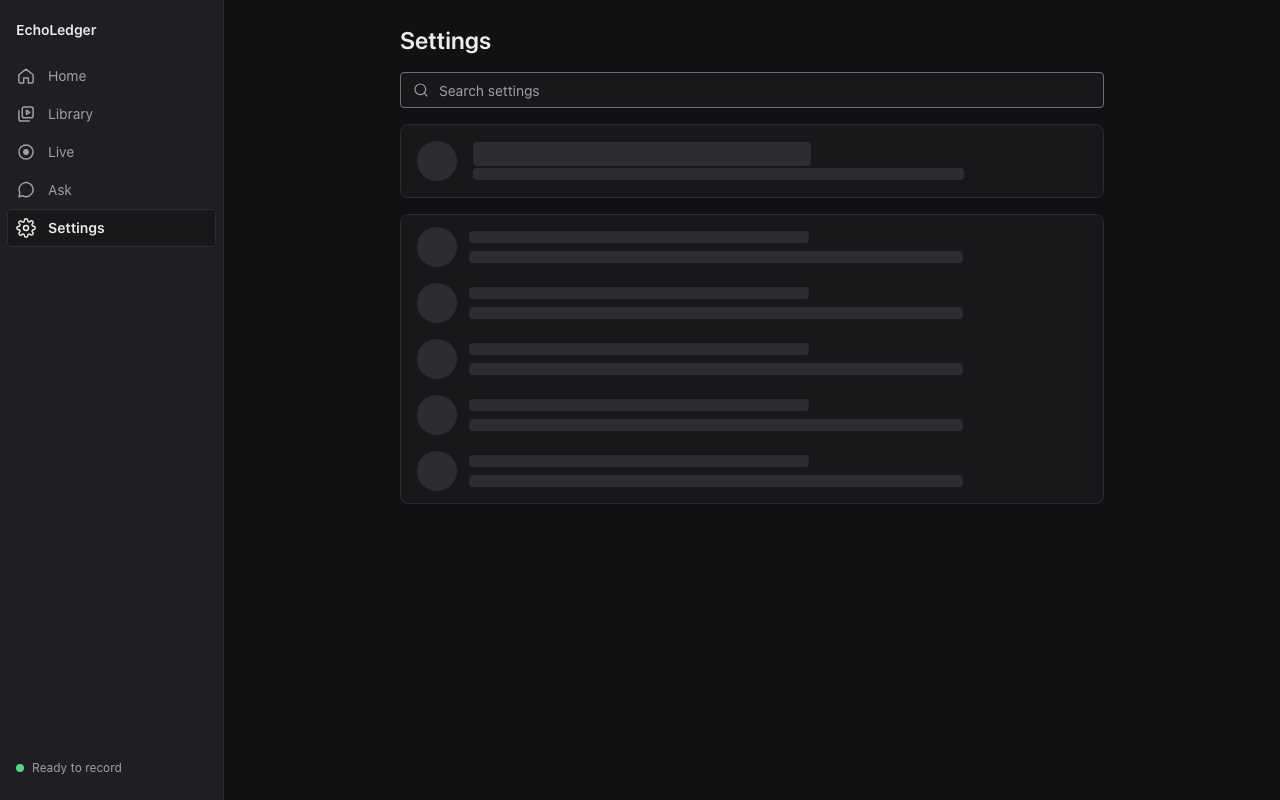 EchoLedger
Home
Library
Live
Ask
Settings
Ready to record
Settings
Search settings